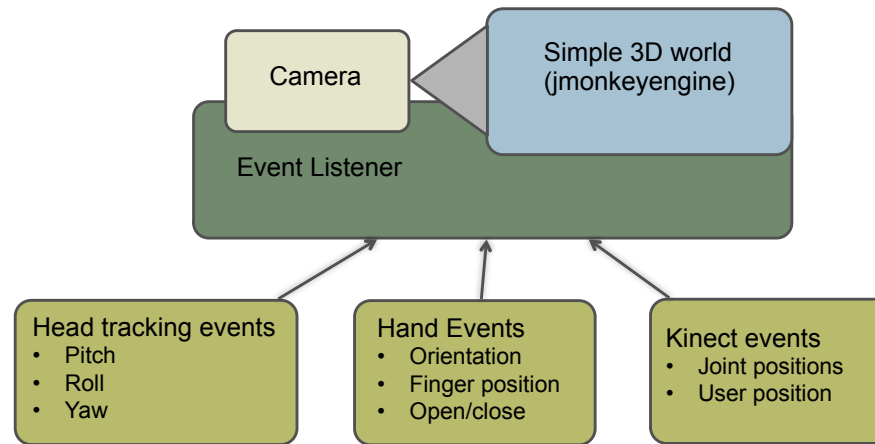 Camera
Simple 3D world
(jmonkeyengine)
Event Listener
Head tracking events
• Pitch
• Roll
• Yaw
Hand Events
• Orientation
• Finger position
• Open/close
Kinect events
• Joint positions
• User position